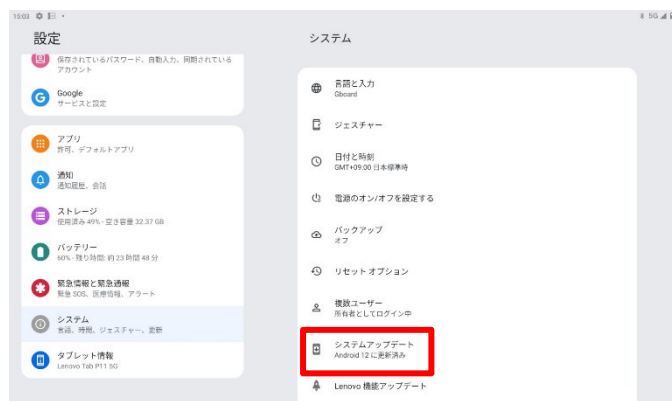 15:03
5G
設定
保存されているパスワード、自動入力、同期されている
アカウント
Google
サービスと設定
アプリ
許可、デフォルトアプリ
通知
通知履歴、会話
ストレージ
使用済み 49% - 空き容量 32.37 GB
バッテリー
60% - 残り時間: 約 23 時間 48 分
緊急情報と緊急通報
緊急 SOS、医療情報、アラート
システム
言語、時間、ジェスチャー、更新
タブレット情報
Lenovo Tab P11 5G
システム
言語と入力
Gboard
ジェスチャー
日付と時刻
GMT+09:00 日本標準時
電源のオン/オフを設定する
バックアップ
オフ
リセット オプション
複数ユーザー
所有者としてログイン中
システムアップデート
Android 12 に更新済み
Lenovo 機能アップデート